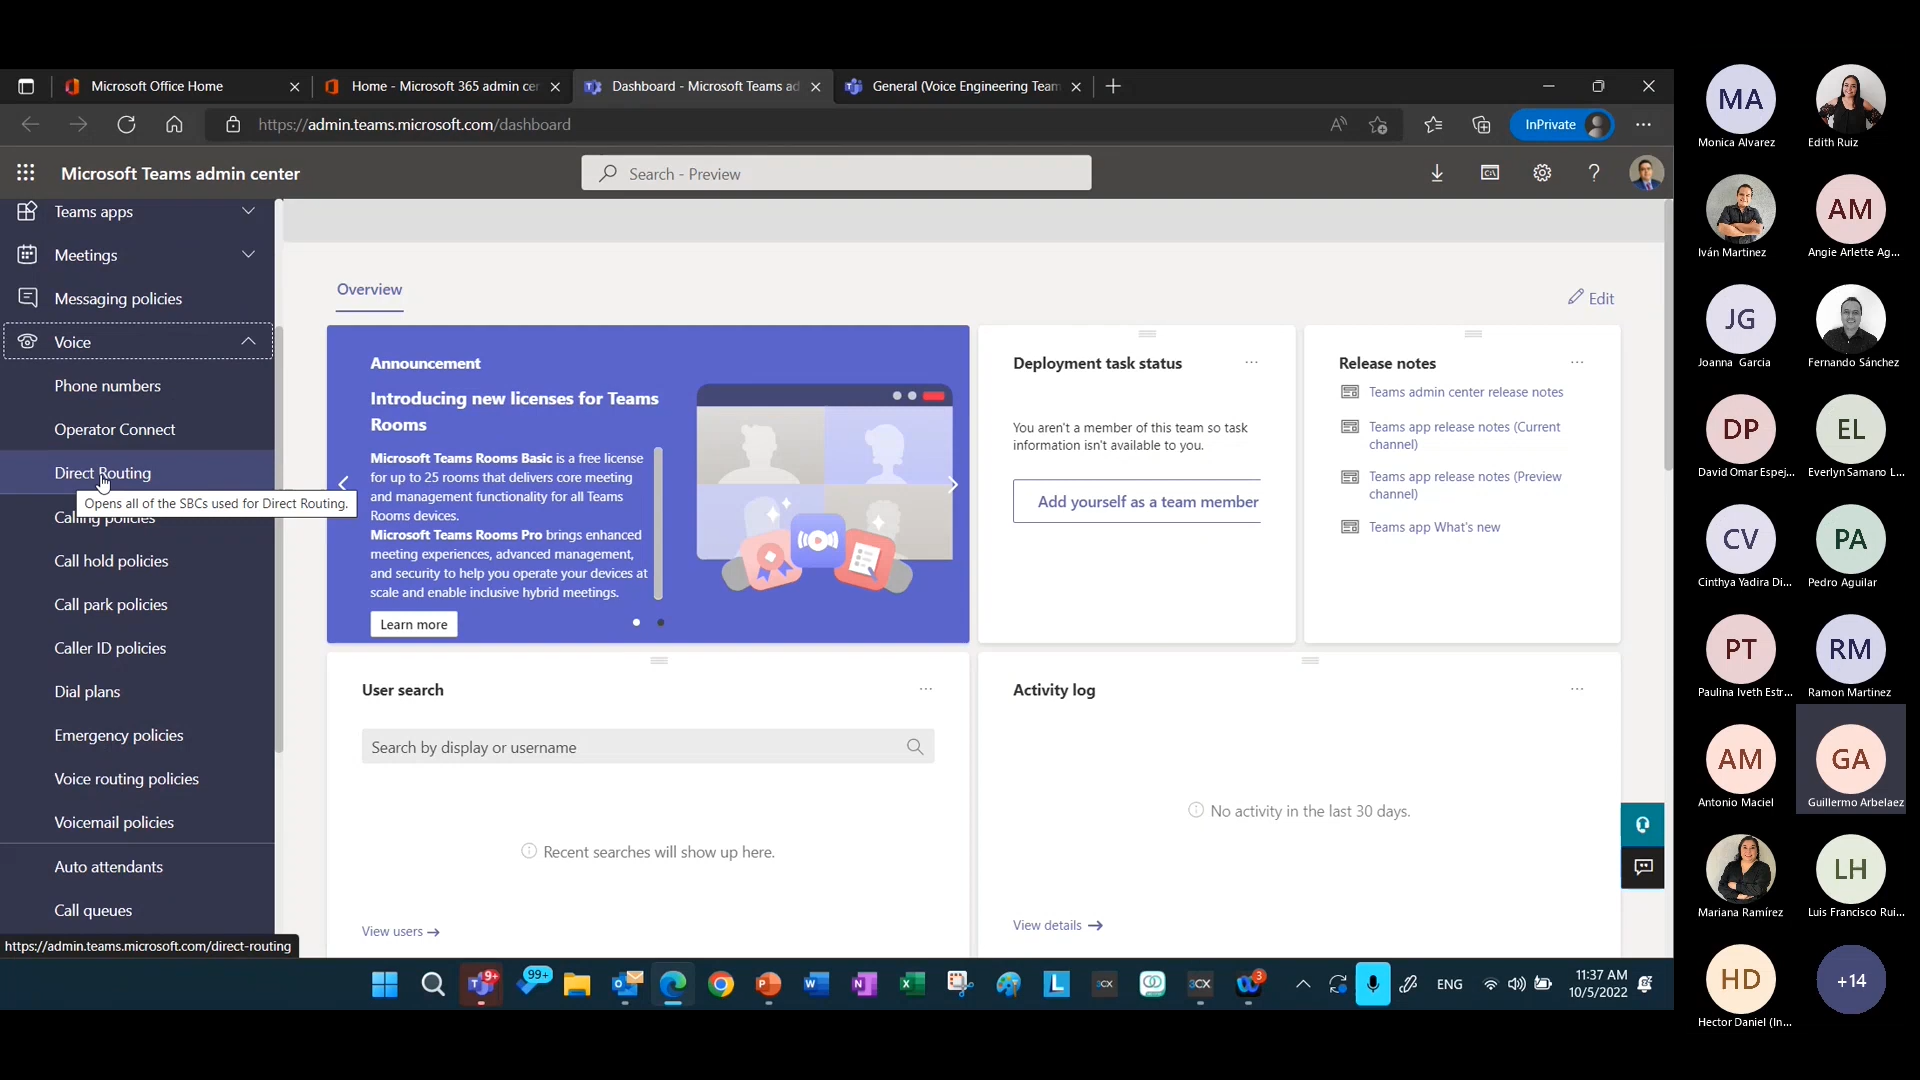 Microsoft Office Home
Home - Microsoft 365 admin cer
Dashboard - Microsoft Teams ad
General (Voice Engineering Team
https://admin.teams.microsoft.com/dashboard
InPrivate
Microsoft Teams admin center
Search - Preview
Teams apps
Meetings
Messaging policies
Voice
Phone numbers
Operator Connect
Direct Routing
Opens all of the SBCs used for Direct Routing.
Calling policies
Call hold policies
Call park policies
Caller ID policies
Dial plans
Emergency policies
Voice routing policies
Voicemail policies
Auto attendants
Call queues
https://admin.teams.microsoft.com/direct-routing
Overview
Edit
Announcement
Introducing new licenses for Teams
Rooms
Microsoft Teams Rooms Basic is a free license
for up to 25 rooms that delivers core meeting
and management functionality for all Teams
Rooms devices.
Microsoft Teams Rooms Pro brings enhanced
meeting experiences, advanced management,
and security to help you operate your devices at
scale and enable inclusive hybrid meetings.
Learn more
Deployment task status
You aren't a member of this team so task
information isn't available to you.
Add yourself as a team member
Release notes
Teams admin center release notes
Teams app release notes (Current
channel)
Teams app release notes (Preview
channel)
Teams app What's new
User search
Search by display or username
Recent searches will show up here.
View users
Activity log
No activity in the last 30 days.
View details
9+
99+
3CX
3CX
3
ENG
11:37 AM
10/5/2022
MA
Monica Alvarez
Edith Ruiz
Iván Martinez
AM
Angie Arlette Ag...
JG
Joanna Garcia
Fernando Sánchez
DP
David Omar Espej...
EL
Everlyn Samano L...
CV
Cinthya Yadira Di...
PA
Pedro Aguilar
PT
Paulina Iveth Estr...
RM
Ramon Martinez
AM
Antonio Maciel
GA
Guillermo Arbelaez
Mariana Ramírez
LH
Luis Francisco Rui...
HD
Hector Daniel (In...
+14